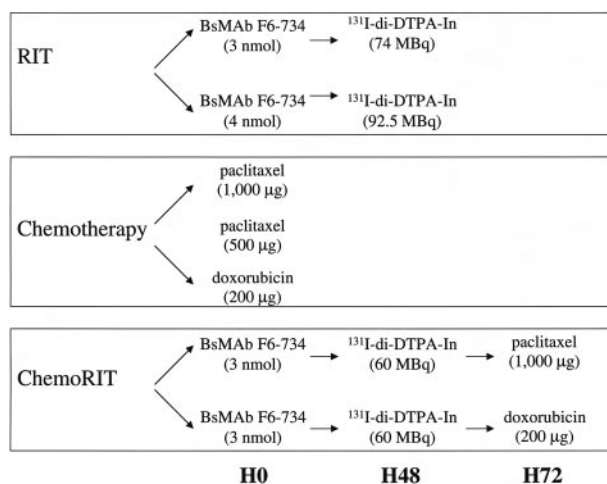 RIT
BsMAb F6-734 ¹³¹I-di-DTPA-In
(3 nmol) (74 MBq)
BsMAb F6-734 ¹³¹I-di-DTPA-In
(4 nmol) (92.5 MBq)
Chemotherapy
paclitaxel
(1,000 µg)
paclitaxel
(500 µg)
doxorubicin
(200 µg)
ChemoRIT
BsMAb F6-734 ¹³¹I-di-DTPA-In paclitaxel
(3 nmol) (60 MBq) (1,000 µg)
BsMAb F6-734 ¹³¹I-di-DTPA-In doxorubicin
(3 nmol) (60 MBq) (200 µg)
H0 H48 H72